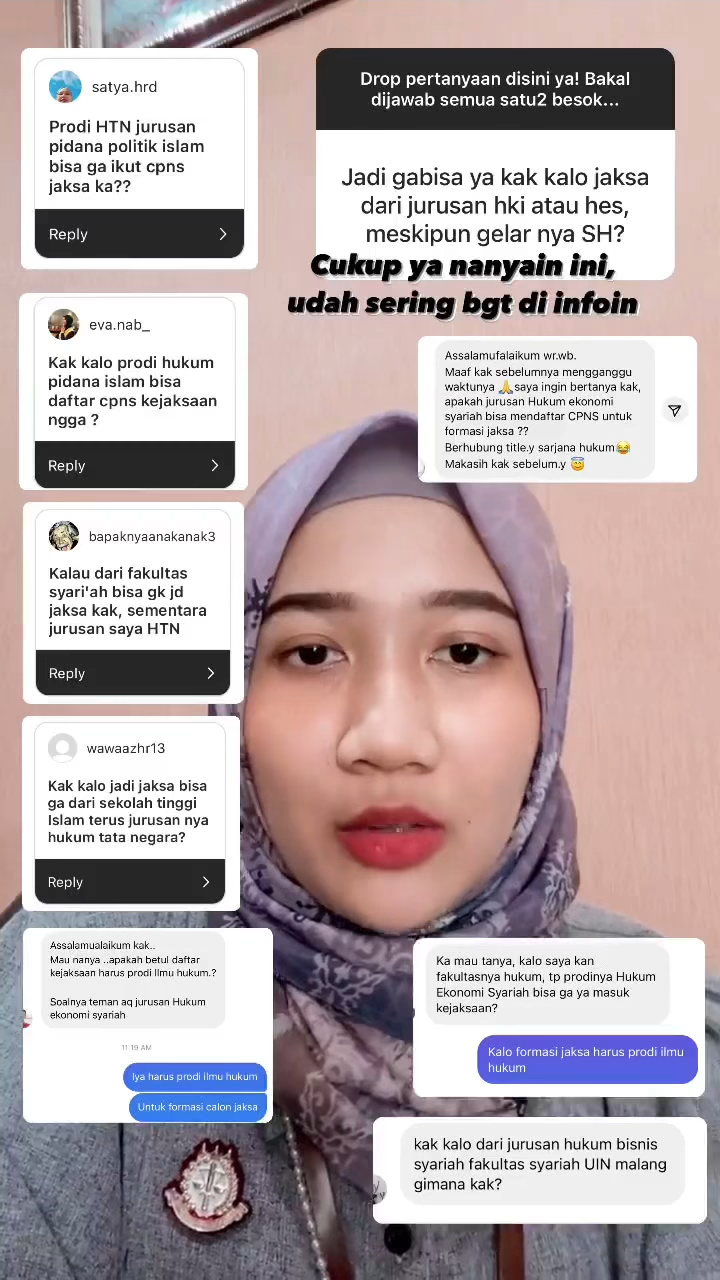 satya.hrd
Prodi HTN jurusan
pidana politik islam
bisa ga ikut cpns
jaksa ka??
Reply
Drop pertanyaan disini ya! Bakal
dijawab semua satu2 besok...
Jadi gabisa ya kak kalo jaksa
dari jurusan hki atau hes,
meskipun gelar nya SH?
Cukup ya nanyain ini,
udah sering bgt di infoin
eva.nab_
Kak kalo prodi hukum
pidana islam bisa
daftar cpns kejaksaan
ngga ?
Reply
Assalamufalaikum wr.wb.
Maaf kak sebelumnya mengganggu
waktunya 🙏saya ingin bertanya kak,
apakah jurusan Hukum ekonomi
syariah bisa mendaftar CPNS untuk
formasi jaksa ??
Berhubung title.y sarjana hukum😂
Makasih kak sebelum.y 😇
bapaknyaanakanak3
Kalau dari fakultas
syari'ah bisa gk jd
jaksa kak, sementara
jurusan saya HTN
Reply
wawaazhr13
Kak kalo jadi jaksa bisa
ga dari sekolah tinggi
Islam terus jurusan nya
hukum tata negara?
Reply
Assalamualaikum kak..
Mau nanya ..apakah betul daftar
kejaksaan harus prodi Ilmu hukum.?
Soalnya teman aq jurusan Hukum
ekonomi syariah
11:19 AM
Iya harus prodi ilmu hukum
Untuk formasi calon jaksa
Ka mau tanya, kalo saya kan
fakultasnya hukum, tp prodinya Hukum
Ekonomi Syariah bisa ga ya masuk
kejaksaan?
Kalo formasi jaksa harus prodi ilmu
hukum
kak kalo dari jurusan hukum bisnis
syariah fakultas syariah UIN malang
gimana kak?